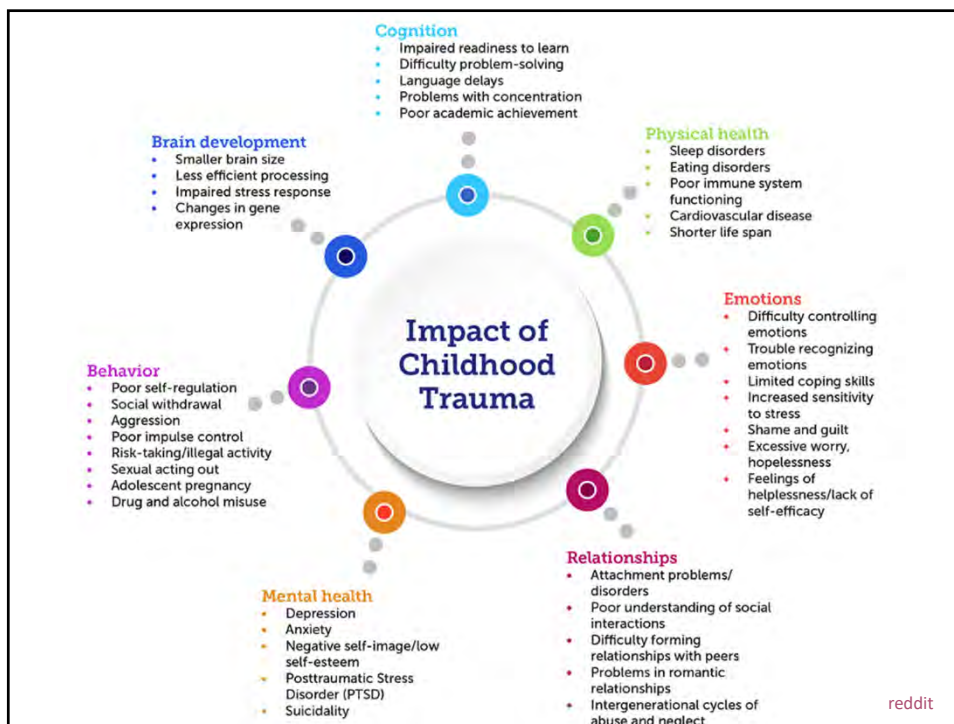 Cognition
• Impaired readiness to learn
• Difficulty problem-solving
• Language delays
• Problems with concentration
• Poor academic achievement
Brain development
• Smaller brain size
• Less efficient processing
• Impaired stress response
• Changes in gene
expression
Physical health
• Sleep disorders
• Eating disorders
• Poor immune system
functioning
• Cardiovascular disease
• Shorter life span
Impact of
Childhood
Trauma
Emotions
• Difficulty controlling
emotions
• Trouble recognizing
emotions
• Limited coping skills
• Increased sensitivity
to stress
• Shame and guilt
• Excessive worry,
hopelessness
• Feelings of
helplessness/lack of
self-efficacy
Behavior
• Poor self-regulation
• Social withdrawal
• Aggression
• Poor impulse control
• Risk-taking/illegal activity
• Sexual acting out
• Adolescent pregnancy
• Drug and alcohol misuse
Mental health
• Depression
• Anxiety
• Negative self-image/low
self-esteem
• Posttraumatic Stress
Disorder (PTSD)
• Suicidality
Relationships
• Attachment problems/
disorders
• Poor understanding of social
interactions
• Difficulty forming
relationships with peers
• Problems in romantic
relationships
• Intergenerational cycles of
abuse and neglect
reddit